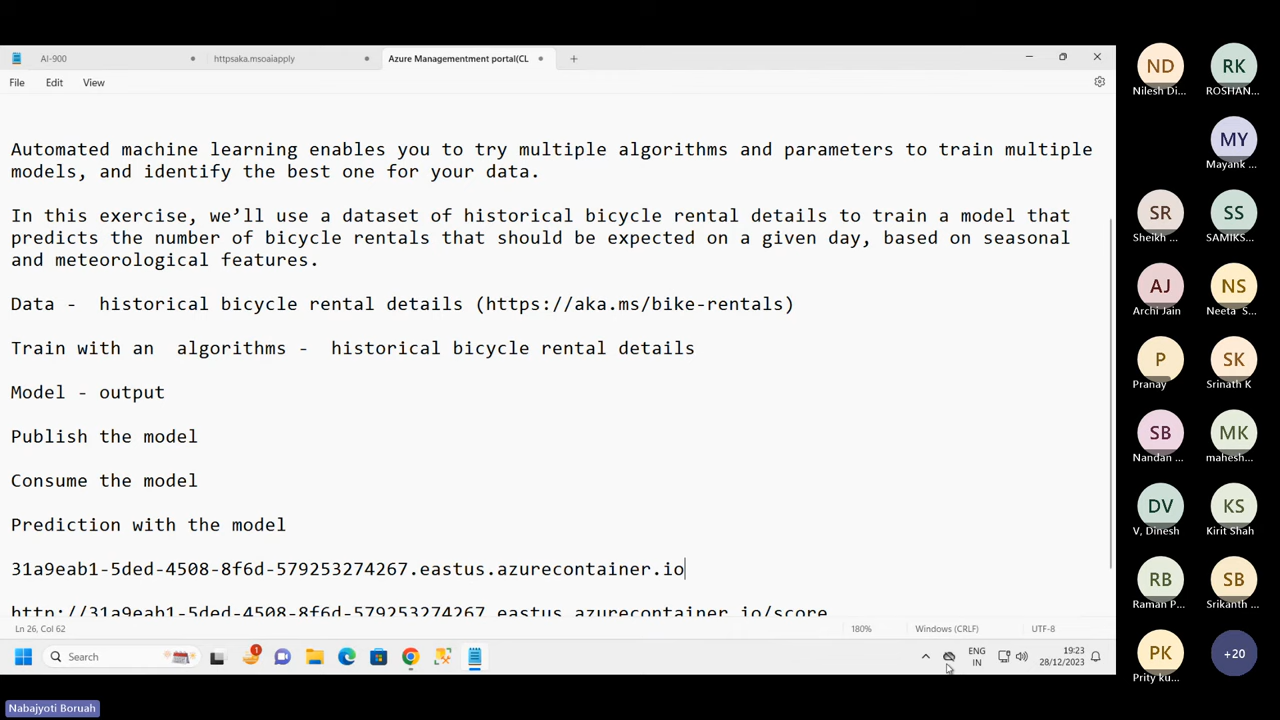 AI-900
httpsaka.msoaiapply
Azure Managementment portal(CL
File Edit View
Automated machine learning enables you to try multiple algorithms and parameters to train multiple
models, and identify the best one for your data.
In this exercise, we’ll use a dataset of historical bicycle rental details to train a model that
predicts the number of bicycle rentals that should be expected on a given day, based on seasonal
and meteorological features.
Data - historical bicycle rental details (https://aka.ms/bike-rentals)
Train with an algorithms - historical bicycle rental details
Model - output
Publish the model
Consume the model
Prediction with the model
31a9eab1-5ded-4508-8f6d-579253274267.eastus.azurecontainer.io
http://31a9eab1-5ded-4508-8f6d-579253274267.eastus.azurecontainer.io/score
Ln 26, Col 62
180%
Windows (CRLF)
UTF-8
Search
1
ENG
IN
19:23
28/12/2023
Nabajyoti Boruah
ND
Nilesh Di...
RK
ROSHAN...
MY
Mayank ...
SR
Sheikh ...
SS
SAMIKS...
AJ
Archi Jain
NS
Neeta S...
P
Pranay
SK
Srinath K
SB
Nandan ...
MK
mahesh...
DV
V, Dinesh
KS
Kirit Shah
RB
Raman P...
SB
Srikanth ...
PK
Prity ku...
+20